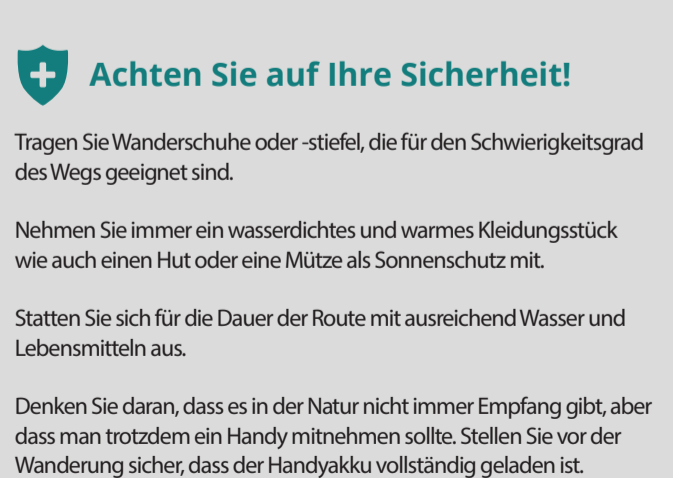 Achten Sie auf Ihre Sicherheit!
Tragen Sie Wanderschuhe oder -stiefel, die für den Schwierigkeitsgrad
des Wegs geeignet sind.
Nehmen Sie immer ein wasserdichtes und warmes Kleidungsstück
wie auch einen Hut oder eine Mütze als Sonnenschutz mit.
Statten Sie sich für die Dauer der Route mit ausreichend Wasser und
Lebensmitteln aus.
Denken Sie daran, dass es in der Natur nicht immer Empfang gibt, aber
dass man trotzdem ein Handy mitnehmen sollte. Stellen Sie vor der
Wanderung sicher, dass der Handyakku vollständig geladen ist.